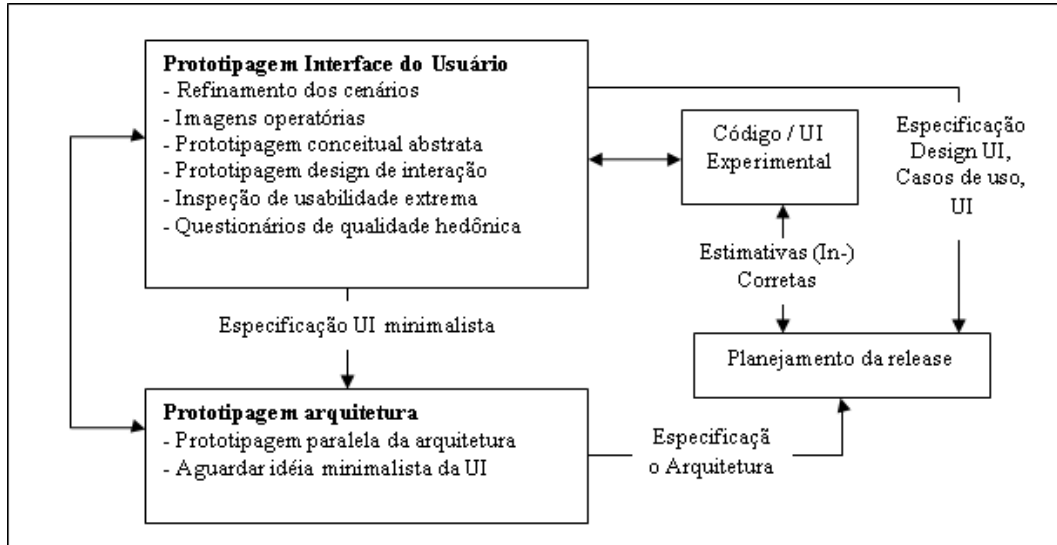 Prototipagem Interface do Usuário
- Refinamento dos cenários
- Imagens operatórias
- Prototipagem conceitual abstrata
- Prototipagem design de interação
- Inspeção de usabilidade extrema
- Questionários de qualidade hedônica
Código / UI
Experimental
Especificação
Design UI,
Casos de uso,
UI
Estimativas (In-)
Corretas
Especificação UI minimalista
Planejamento da release
Prototipagem arquitetura
- Prototipagem paralela da arquitetura
- Aguardar idéia minimalista da UI
Especificaçã
o Arquitetura